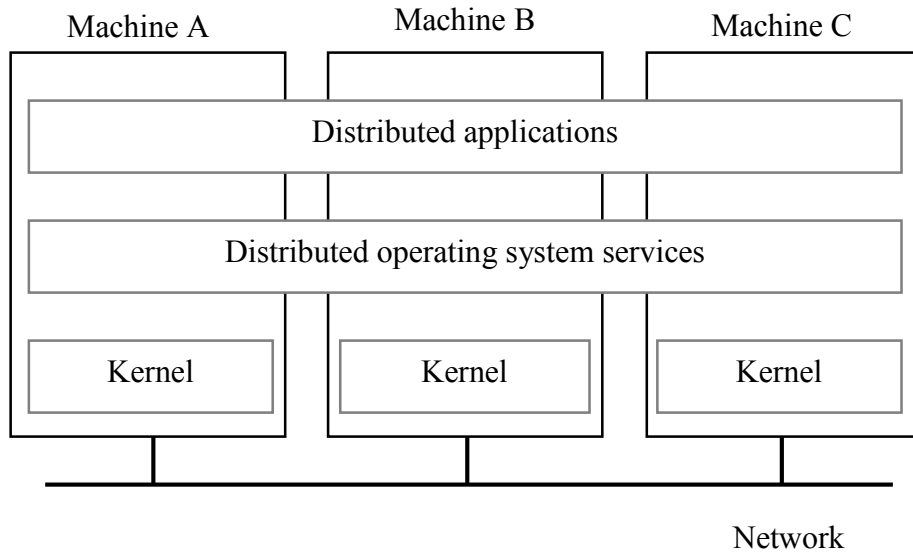 Machine A
Machine B
Machine C
Distributed applications
Distributed operating system services
Kernel
Kernel
Kernel
Network